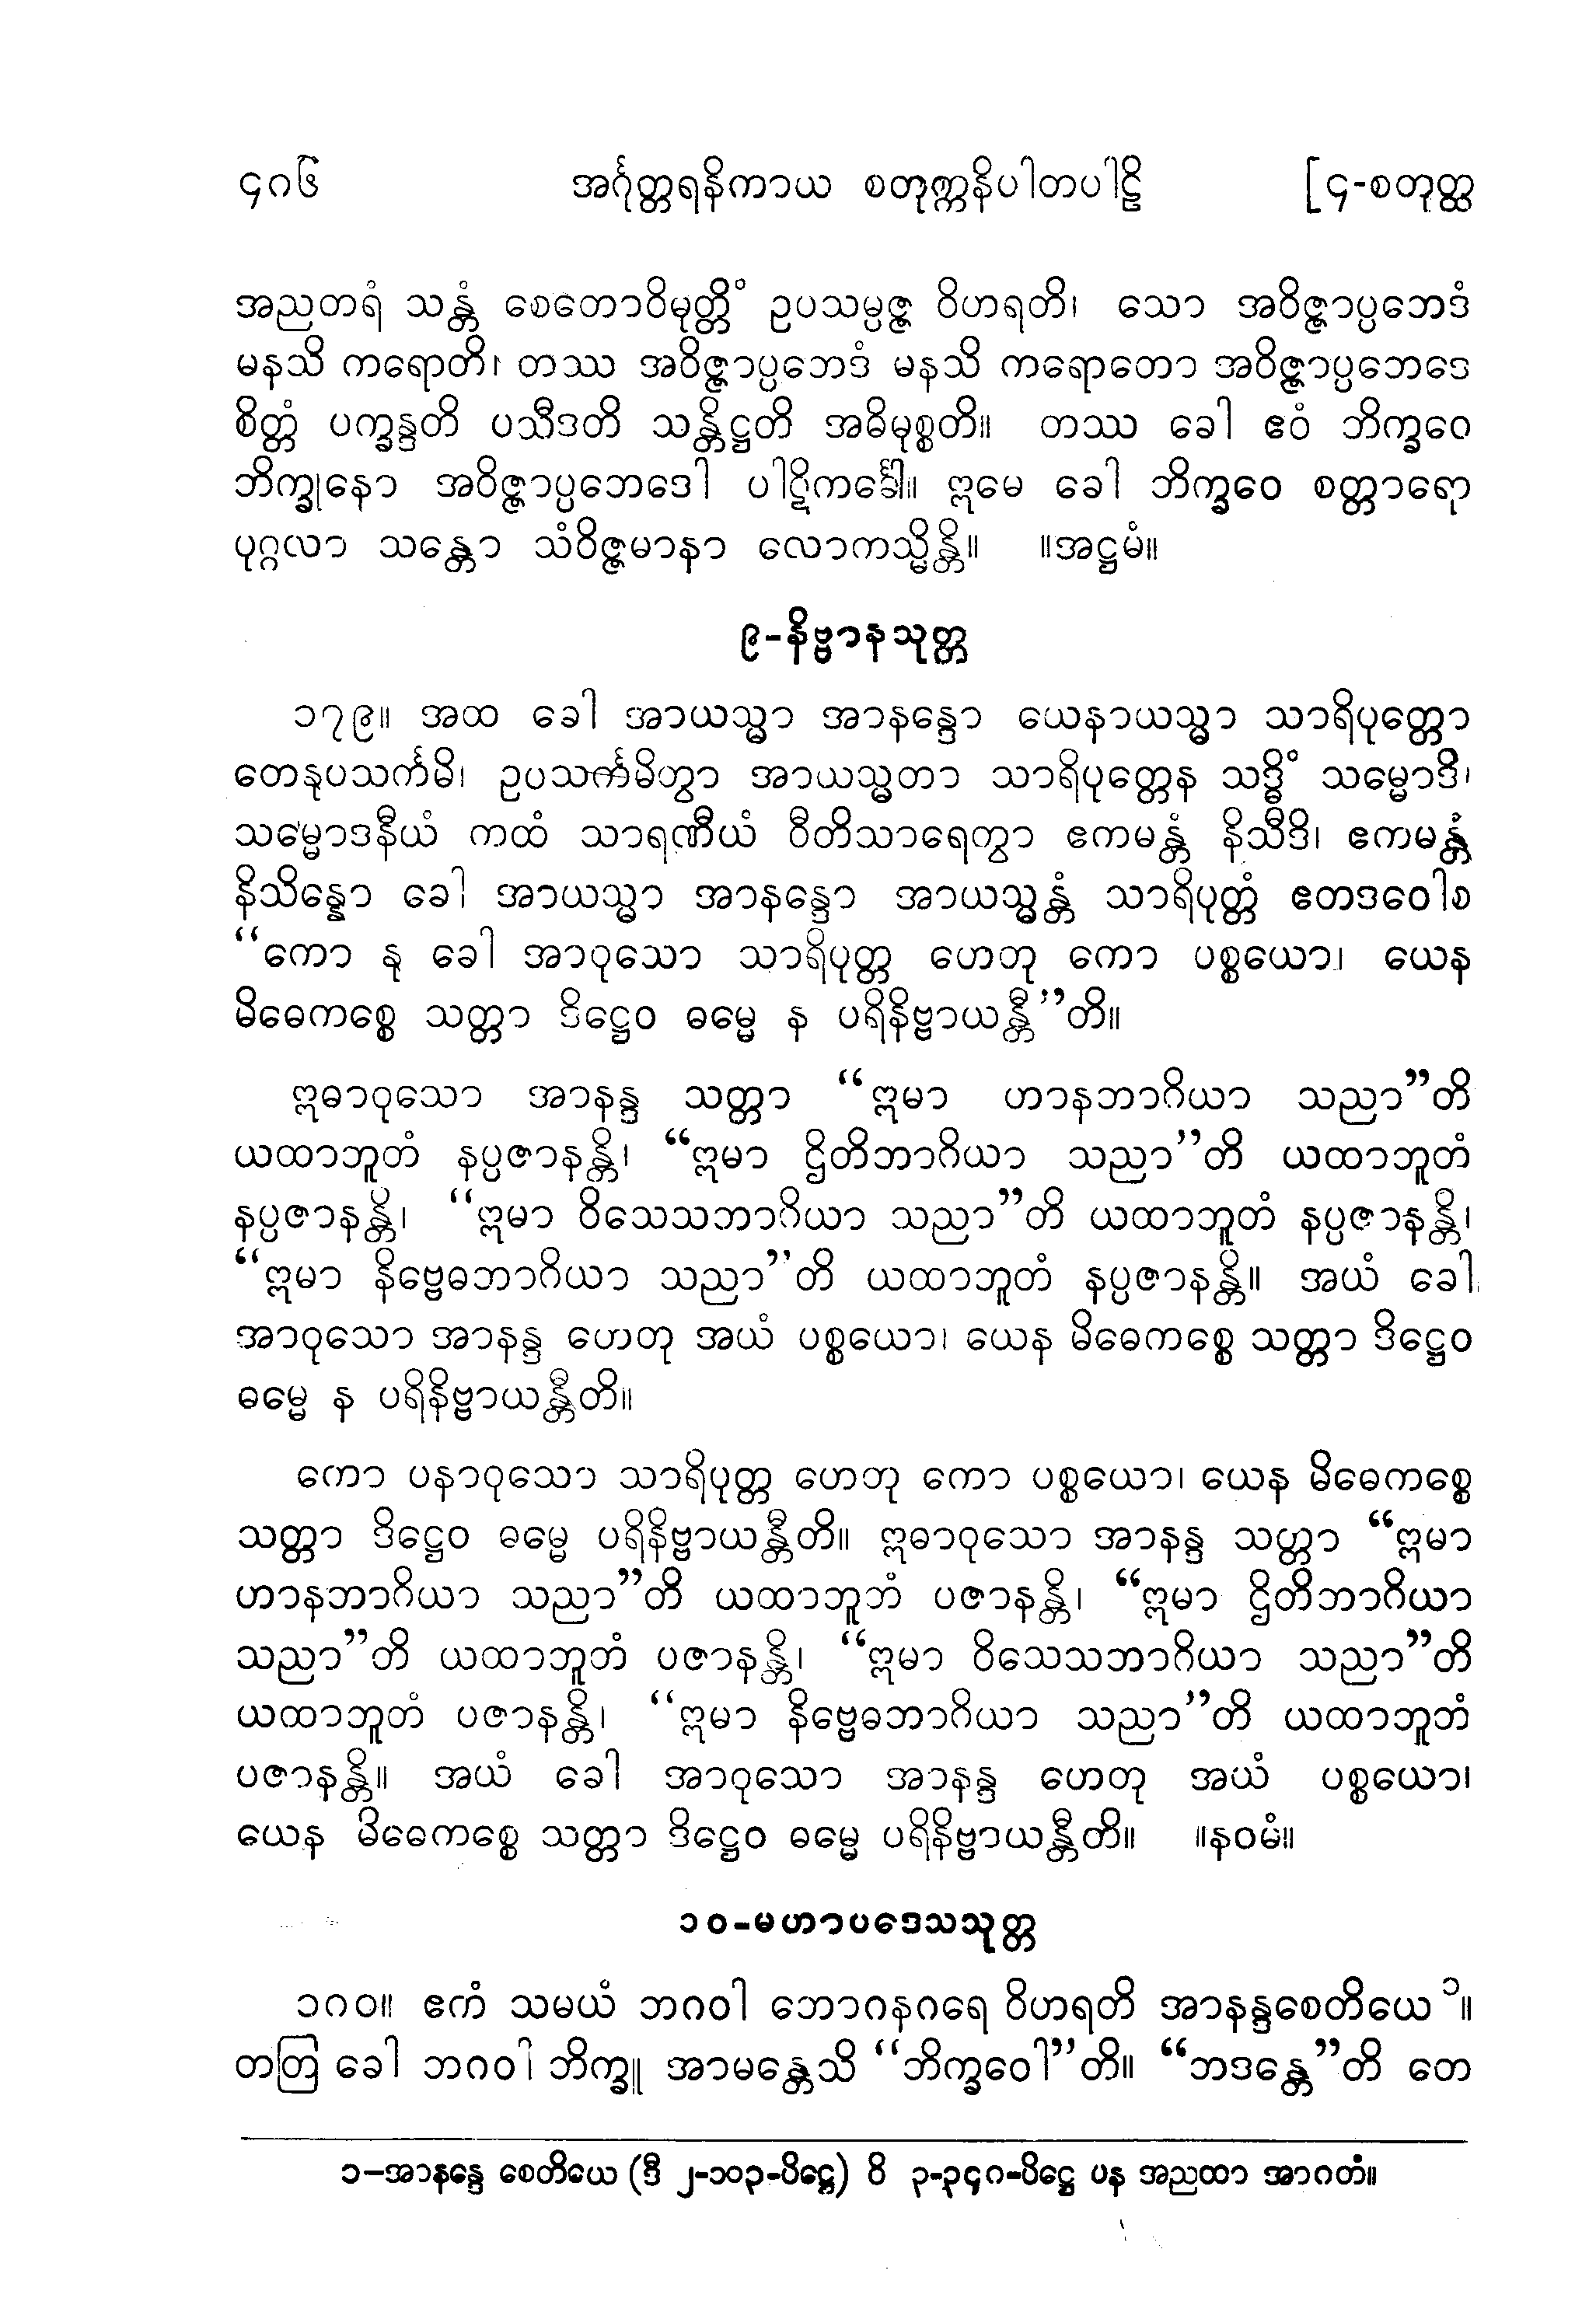 ၄၈၆ အင်္ဂုတ္တရနိကာယ စတုက္ကနိပါတပါဠိ [၄-စတုတ္ထ
အညတရံ သန္တံ စေတောဝိမုတ္တိံ ဥပသမ္ပဇ္ဇ ဝိဟရတိ၊ သော အဝိဇ္ဇာပ္ပဘေဒံ
မနသိ ကရောတိ၊ တဿ အဝိဇ္ဇာပ္ပဘေဒံ မနသိ ကရောတော အဝိဇ္ဇာပ္ပဘေဒေ
စိတ္တံ ပက္ခန္ဒတိ ပသီဒတိ သန္တိဋ္ဌတိ အဓိမုစ္စတိ။ တဿ ခေါ ဧဝံ ဘိက္ခဝေ
ဘိက္ခုနော အဝိဇ္ဇာပ္ပဘေဒေါ ပါဋိကင်္ခေါ။ ဣမေ ခေါ ဘိက္ခဝေ စတ္တာရော
ပုဂ္ဂလာ သန္တော သံဝိဇ္ဇမာနာ လောကသ္မိန္တိ။ ။အဋ္ဌမံ။
၉-နိဗ္ဗာနသုတ္တ
၁၇၉။ အထ ခေါ အာယသ္မာ အာနန္ဒော ယေနာယသ္မာ သာရိပုတ္တော
တေနုပသင်္ကမိ၊ ဥပသင်္ကမိတွာ အာယသ္မတာ သာရိပုတ္တေန သဒ္ဓိံ သမ္မောဒိ၊
သမ္မောဒနီယံ ကထံ သာရဏီယံ ဝီတိသာရေတွာ ဧကမန္တံ နိသီဒိ၊ ဧကမန္တံ
နိသိန္နော ခေါ အာယသ္မာ အာနန္ဒော အာယသ္မန္တံ သာရိပုတ္တံ ဧတဒဝေါစ
“ကော နု ခေါ အာဝုသော သာရိပုတ္တ ဟေတု ကော ပစ္စယော၊ ယေန
မိဓေကစ္စေ သတ္တာ ဒိဋ္ဌေဝ ဓမ္မေ န ပရိနိဗ္ဗာယန္တီ”တိ။
ဣဓာဝုသော အာနန္ဒ သတ္တာ “ဣမာ ဟာနဘာဂိယာ သညာ”တိ
ယထာဘူတံ နပ္ပဇာနန္တိ၊ “ဣမာ ဌိတိဘာဂိယာ သညာ”တိ ယထာဘူတံ
နပ္ပဇာနန္တိ၊ “ဣမာ ဝိသေသဘာဂိယာ သညာ”တိ ယထာဘူတံ နပ္ပဇာနန္တိ၊
“ဣမာ နိဗ္ဗေဓဘာဂိယာ သညာ”တိ ယထာဘူတံ နပ္ပဇာနန္တိ။ အယံ ခေါ
အာဝုသော အာနန္ဒ ဟေတု အယံ ပစ္စယော၊ ယေန မိဓေကစ္စေ သတ္တာ ဒိဋ္ဌေဝ
ဓမ္မေ န ပရိနိဗ္ဗာယန္တီတိ။
ကော ပနာဝုသော သာရိပုတ္တ ဟေတု ကော ပစ္စယော၊ ယေန မိဓေကစ္စေ
သတ္တာ ဒိဋ္ဌေဝ ဓမ္မေ ပရိနိဗ္ဗာယန္တီတိ။ ဣဓာဝုသော အာနန္ဒ သတ္တာ “ဣမာ
ဟာနဘာဂိယာ သညာ”တိ ယထာဘူတံ ပဇာနန္တိ၊ “ဣမာ ဌိတိဘာဂိယာ
သညာ”တိ ယထာဘူတံ ပဇာနန္တိ၊ “ဣမာ ဝိသေသဘာဂိယာ သညာ”တိ
ယထာဘူတံ ပဇာနန္တိ၊ “ဣမာ နိဗ္ဗေဓဘာဂိယာ သညာ”တိ ယထာဘူတံ
ပဇာနန္တိ။ အယံ ခေါ အာဝုသော အာနန္ဒ ဟေတု အယံ ပစ္စယော၊
ယေန မိဓေကစ္စေ သတ္တာ ဒိဋ္ဌေဝ ဓမ္မေ ပရိနိဗ္ဗာယန္တီတိ။ ။နဝမံ။
၁၀-မဟာပဒေသသုတ္တ
၁၈၀။ ဧကံ သမယံ ဘဂဝါ ဘောဂနဂရေ ဝိဟရတိ အာနန္ဒစေတိယေ ၁။
တတြ ခေါ ဘဂဝါ ဘိက္ခူ အာမန္တေသိ “ဘိက္ခဝေါ”တိ။ “ဘဒန္တေ”တိ တေ
၁-အာနန္ဒေ စေတိယေ (ဒီ ၂-၁၀၃-ပိဋ္ဌေ) ဝိ ၃-၃၄၈-ပိဋ္ဌေ ပန အညထာ အာဂတံ။